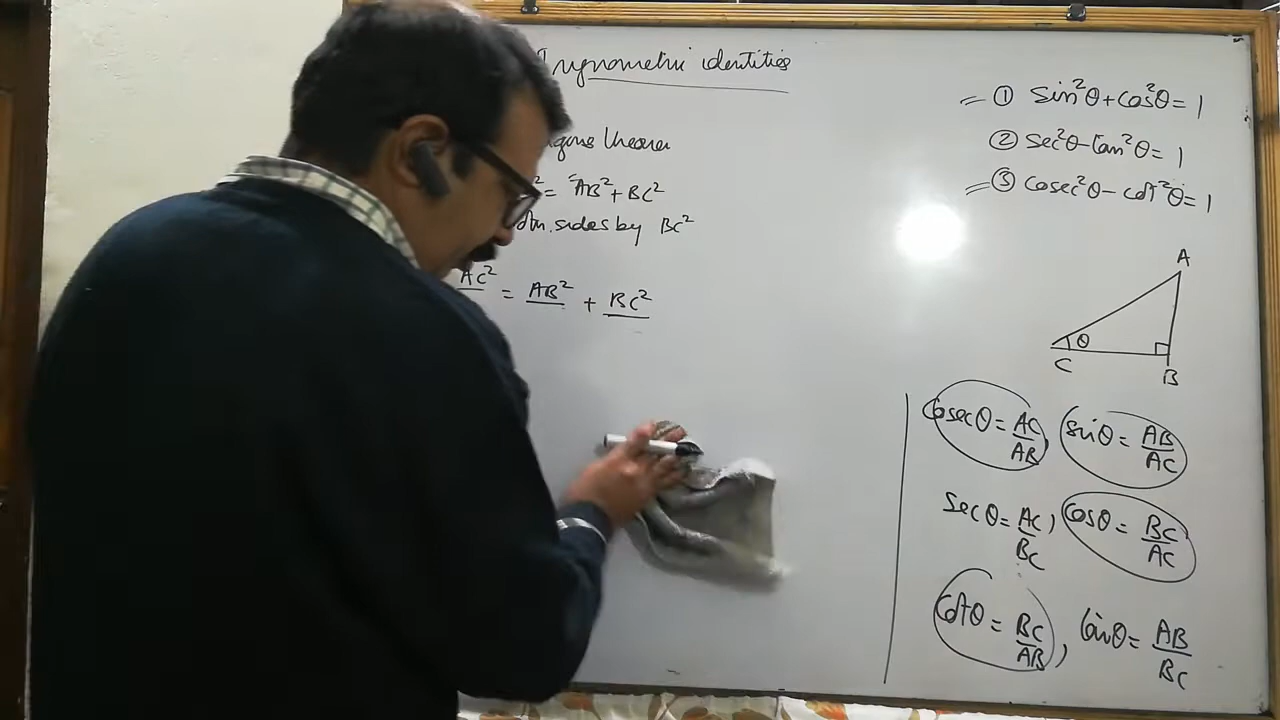 Trignometric identities
theorem
² = AB² + BC²
sides by BC²
AC² = AB² + BC²
① Sin²θ + Cos²θ = 1
② Sec²θ - tan²θ = 1
③ Cosec²θ - cot²θ = 1
A
θ
C
B
Cosecθ = AC/AB, sinθ = AB/AC
Secθ = AC/BC, Cosθ = BC/AC
Cotθ = BC/AB, tanθ = AB/BC